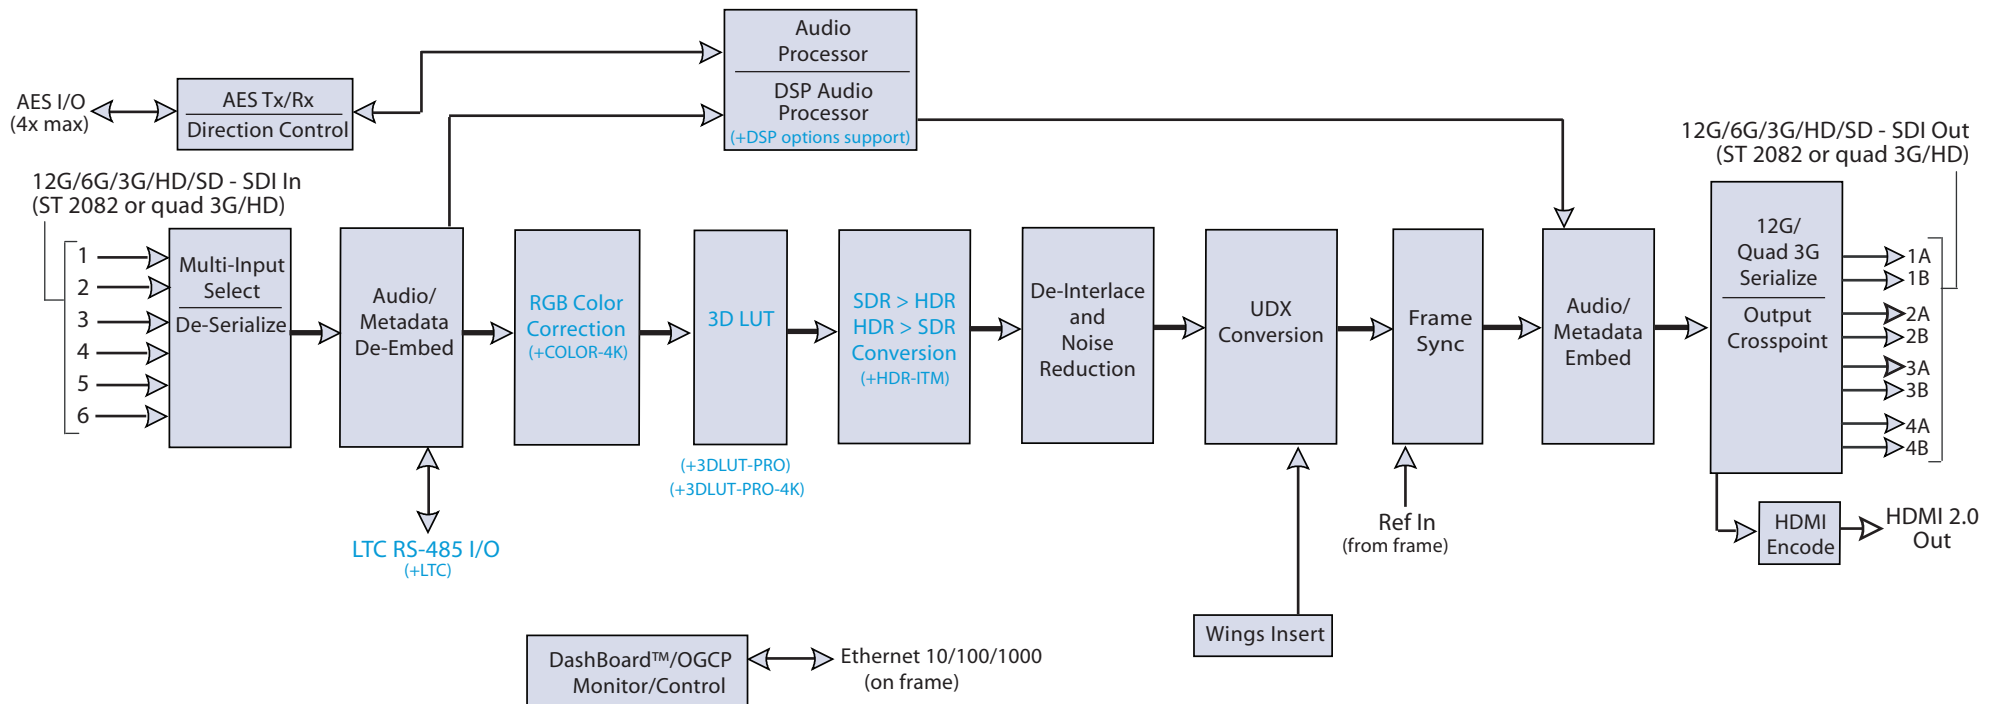 Audio
Processor
DSP Audio
Processor
(+DSP options support)
AES I/O
(4x max)
AES Tx/Rx
Direction Control
12G/6G/3G/HD/SD - SDI In
(ST 2082 or quad 3G/HD)
12G/6G/3G/HD/SD - SDI Out
(ST 2082 or quad 3G/HD)
1
2
3
4
5
6
Multi-Input
Select
De-Serialize
Audio/
Metadata
De-Embed
RGB Color
Correction
(+COLOR-4K)
3D LUT
SDR > HDR
HDR > SDR
Conversion
(+HDR-ITM)
De-Interlace
and
Noise
Reduction
UDX
Conversion
Frame
Sync
Audio/
Metadata
Embed
12G/
Quad 3G
Serialize
Output
Crosspoint
1A
1B
2A
2B
3A
3B
4A
4B
(+3DLUT-PRO)
(+3DLUT-PRO-4K)
LTC RS-485 I/O
(+LTC)
Ref In
(from frame)
HDMI
Encode
HDMI 2.0
Out
Wings Insert
DashBoard™/OGCP
Monitor/Control
Ethernet 10/100/1000
(on frame)